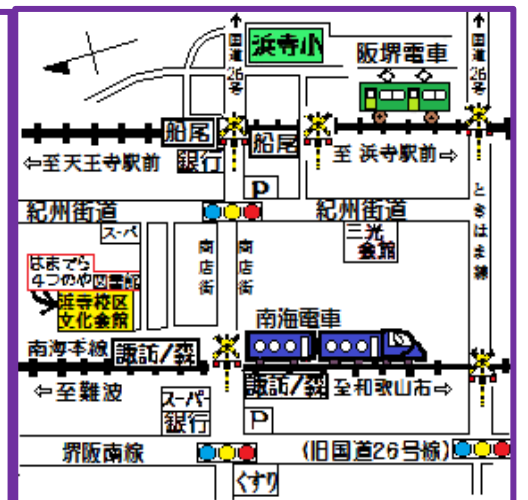 ↑国道26号
浜寺小
阪堺電車
↑国道26号
船尾
船尾
⇦至天王寺駅前
銀行
至 浜寺駅前⇨
P
紀州街道
紀州街道
スーパ
商店街
商店街
三光会館
ときはま線
はまでら
4つのや図書館
浜寺校区
文化会館
南海電車
南海本線
諏訪ノ森
諏訪ノ森
⇦至難波
至和歌山市⇨
スーパー
銀行
P
堺阪南線
(旧国道26号線)
くすり